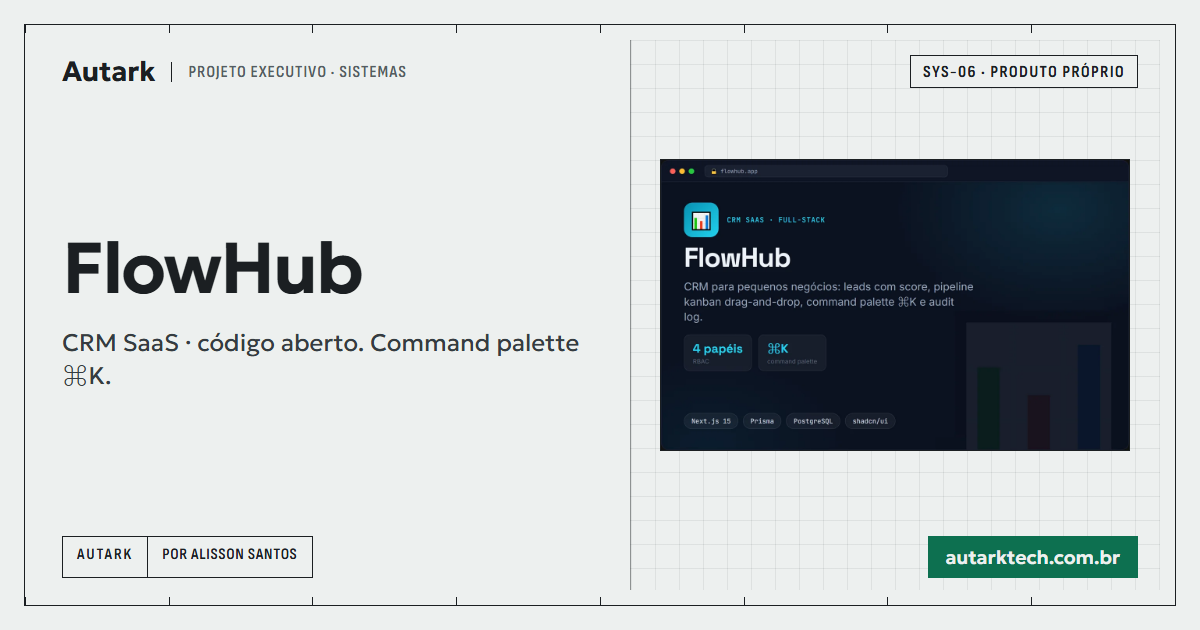 Autark
PROJETO EXECUTIVO · SISTEMAS
SYS-06 · PRODUTO PRÓPRIO
FlowHub
CRM SaaS · código aberto. Command palette
⌘K.
flowhub.app
CRM SAAS · FULL-STACK
FlowHub
CRM para pequenos negócios: leads com score, pipeline
kanban drag-and-drop, command palette ⌘K e audit
log.
4 papéis
RBAC
⌘K
command palette
Next.js 15
Prisma
PostgreSQL
shadcn/ui
AUTARK
POR ALISSON SANTOS
autarktech.com.br